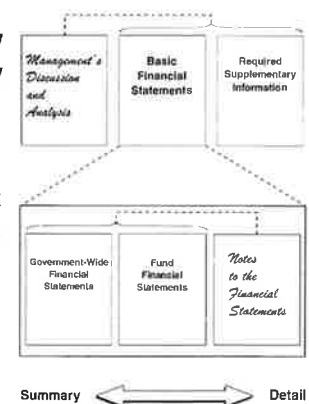 Management's
Discussion
and
Analysis
Basic
Financial
Statements
Required
Supplementary
Information
Government-Wide
Financial
Statements
Fund
Financial
Statements
Notes
to the
Financial
Statements
Summary
Detail